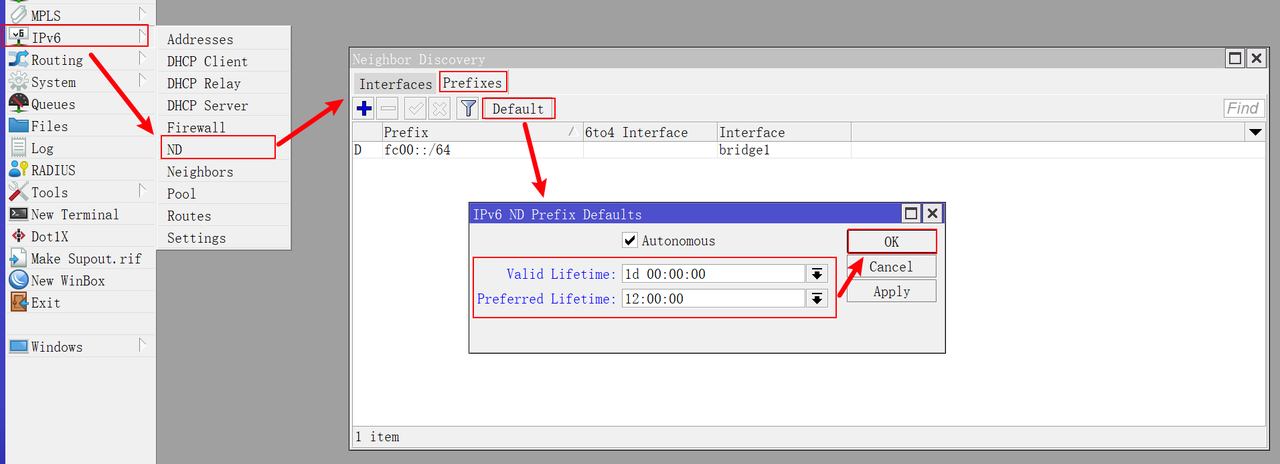 MPLS
IPv6
Routing
System
Queues
Files
Log
RADIUS
Tools
New Terminal
Dot1X
Make Supout.rif
New WinBox
Exit
Windows
Addresses
DHCP Client
DHCP Relay
DHCP Server
Firewall
ND
Neighbors
Pool
Routes
Settings
Neighbor Discovery
Interfaces Prefixes
Default Find
Prefix 6to4 Interface Interface
D fc00::/64 bridge1
IPv6 ND Prefix Defaults
Autonomous
Valid Lifetime: 1d 00:00:00
Preferred Lifetime: 12:00:00
OK
Cancel
Apply
1 item